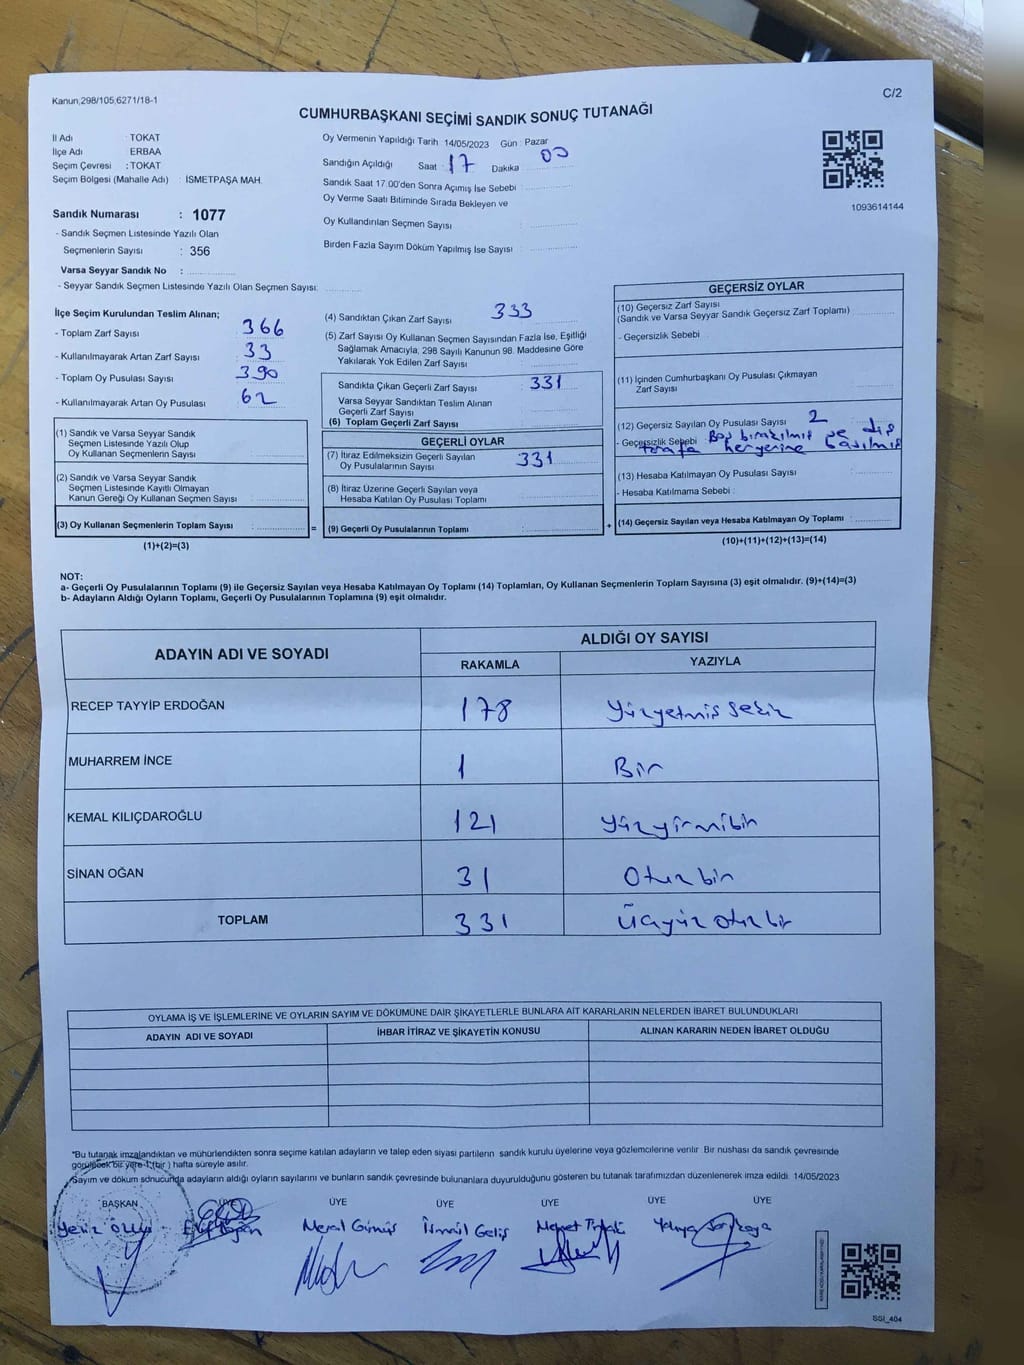 Kanun,298/105,6271/18-1
C/2
CUMHURBAŞKANI SEÇİMİ SANDIK SONUÇ TUTANAĞI
İl Adı : TOKAT
İlçe Adı : ERBAA
Seçim Çevresi : TOKAT
Seçim Bölgesi (Mahalle Adı) : İSMETPAŞA MAH.
Oy Vermenin Yapıldığı Tarih: 14/05/2023 Gün : Pazar
Sandığın Açıldığı Saat : 17 Dakika : 00
Sandık Saat 17.00'den Sonra Açımış İse Sebebi :
Oy Verme Saati Bitiminde Sırada Bekleyen ve
Oy Kullandırılan Seçmen Sayısı :
Birden Fazla Sayım Döküm Yapılmış İse Sayısı :
1093614144
Sandık Numarası : 1077
- Sandık Seçmen Listesinde Yazılı Olan
Seçmenlerin Sayısı : 356
Varsa Seyyar Sandık No :
- Seyyar Sandık Seçmen Listesinde Yazılı Olan Seçmen Sayısı:
İlçe Seçim Kurulundan Teslim Alınan;
- Toplam Zarf Sayısı : 366
- Kullanılmayarak Artan Zarf Sayısı : 33
- Toplam Oy Pusulası Sayısı : 390
- Kullanılmayarak Artan Oy Pusulası : 62
(1) Sandık ve Varsa Seyyar Sandık
Seçmen Listesinde Yazılı Olup
Oy Kullanan Seçmenlerin Sayısı :
(2) Sandık ve Varsa Seyyar Sandık
Seçmen Listesinde Kayıtlı Olmayan
Kanun Gereği Oy Kullanan Seçmen Sayısı :
(3) Oy Kullanan Seçmenlerin Toplam Sayısı :
(1)+(2)=(3)
(4) Sandıktan Çıkan Zarf Sayısı : 333
(5) Zarf Sayısı Oy Kullanan Seçmen Sayısından Fazla İse, Eşitliği
Sağlamak Amacıyla, 298 Sayılı Kanunun 98. Maddesine Göre
Yakılarak Yok Edilen Zarf Sayısı :
Sandıkta Çıkan Geçerli Zarf Sayısı : 331
Varsa Seyyar Sandıktan Teslim Alınan
Geçerli Zarf Sayısı :
(6) Toplam Geçerli Zarf Sayısı :
GEÇERLİ OYLAR
(7) İtiraz Edilmeksizin Geçerli Sayılan
Oy Pusulalarının Sayısı : 331
(8) İtiraz Üzerine Geçerli Sayılan veya
Hesaba Katılan Oy Pusulası Toplamı :
= (9) Geçerli Oy Pusulalarının Toplamı :
GEÇERSİZ OYLAR
(10) Geçersiz Zarf Sayısı
(Sandık ve Varsa Seyyar Sandık Geçersiz Zarf Toplamı) :
- Geçersizlik Sebebi :
(11) İçinden Cumhurbaşkanı Oy Pusulası Çıkmayan
Zarf Sayısı :
(12) Geçersiz Sayılan Oy Pusulası Sayısı : 2
- Geçersizlik Sebebi : Boş bırakılmış ve dış
tarafa heryerine basılmış
(13) Hesaba Katılmayan Oy Pusulası Sayısı :
- Hesaba Katılmama Sebebi :
+ (14) Geçersiz Sayılan veya Hesaba Katılmayan Oy Toplamı :
(10)+(11)+(12)+(13)=(14)
NOT:
a- Geçerli Oy Pusulalarının Toplamı (9) ile Geçersiz Sayılan veya Hesaba Katılmayan Oy Toplamı (14) Toplamları, Oy Kullanan Seçmenlerin Toplam Sayısına (3) eşit olmalıdır. (9)+(14)=(3)
b- Adayların Aldığı Oyların Toplamı, Geçerli Oy Pusulalarının Toplamına (9) eşit olmalıdır.
ADAYIN ADI VE SOYADI
ALDIĞI OY SAYISI
RAKAMLA YAZIYLA
RECEP TAYYİP ERDOĞAN 178 Yüzyetmiş sekiz
MUHARREM İNCE 1 Bir
KEMAL KILIÇDAROĞLU 121 Yüzyirmibir
SİNAN OĞAN 31 Otuzbir
TOPLAM 331 Üçyüz otuz bir
OYLAMA İŞ VE İŞLEMLERİNE VE OYLARIN SAYIM VE DÖKÜMÜNE DAİR ŞİKAYETLERLE BUNLARA AİT KARARLARIN NELERDEN İBARET BULUNDUKLARI
ADAYIN ADI VE SOYADI İHBAR İTİRAZ VE ŞİKAYETİN KONUSU ALINAN KARARIN NEDEN İBARET OLDUĞU
*Bu tutanak imzalandıktan ve mühürlendikten sonra seçime katılan adayların ve talep eden siyasi partilerin sandık kurulu üyelerine veya gözlemcilerine verilir. Bir nushası da sandık çevresinde
görülecek bir yere 1 (bir ) hafta süreyle asılır.
Sayım ve döküm sonucunda adayların aldığı oyların sayılarını ve bunların sandık çevresinde bulunanlara duyurulduğunu gösteren bu tutanak tarafımızdan düzenlenerek imza edildi. 14/05/2023
BAŞKAN ÜYE ÜYE ÜYE ÜYE ÜYE ÜYE
Meral Gümüş İsmail Geliş
SSİ_404